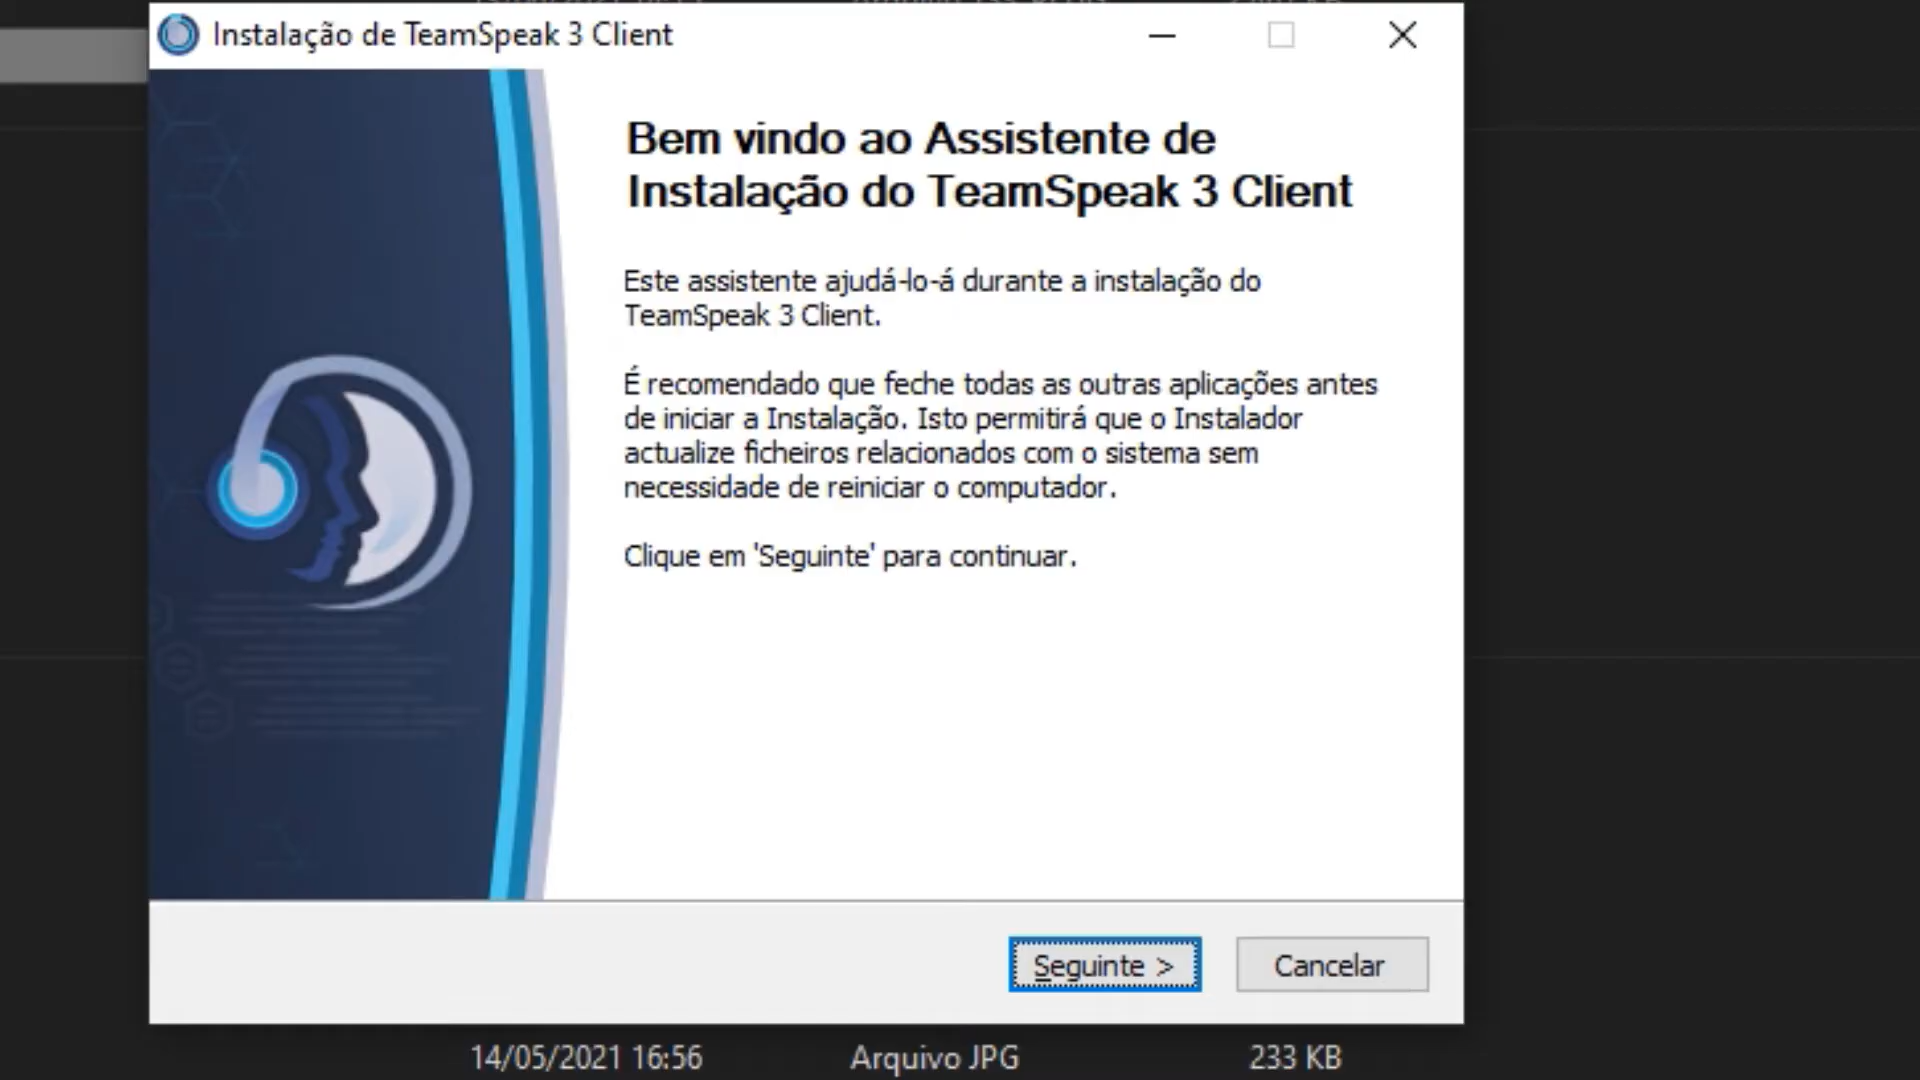 Instalação de TeamSpeak 3 Client
Bem vindo ao Assistente de
Instalação do TeamSpeak 3 Client
Este assistente ajudá-lo-á durante a instalação do
TeamSpeak 3 Client.
É recomendado que feche todas as outras aplicações antes
de iniciar a Instalação. Isto permitirá que o Instalador
actualize ficheiros relacionados com o sistema sem
necessidade de reiniciar o computador.
Clique em 'Seguinte' para continuar.
Seguinte >
Cancelar
14/05/2021 16:56
Arquivo JPG
233 KB